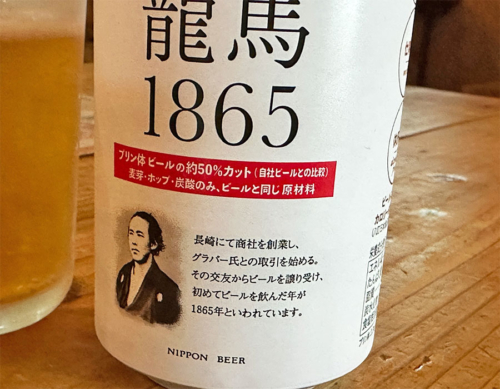 龍馬
1865
プリン体 ビールの約50%カット（自社ビールとの比較）
麦芽・ホップ・炭酸のみ、ビールと同じ原材料
長崎にて商社を創業し、
グラバー氏との取引を始める。
その交友からビールを譲り受け、
初めてビールを飲んだ年が
1865年といわれています。
NIPPON BEER